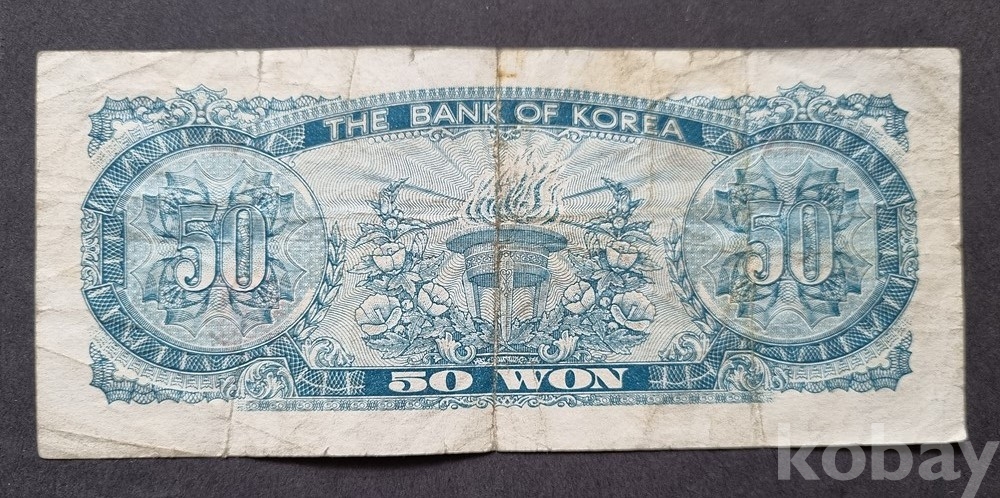 THE BANK OF KOREA
50 50
50 WON
kobay